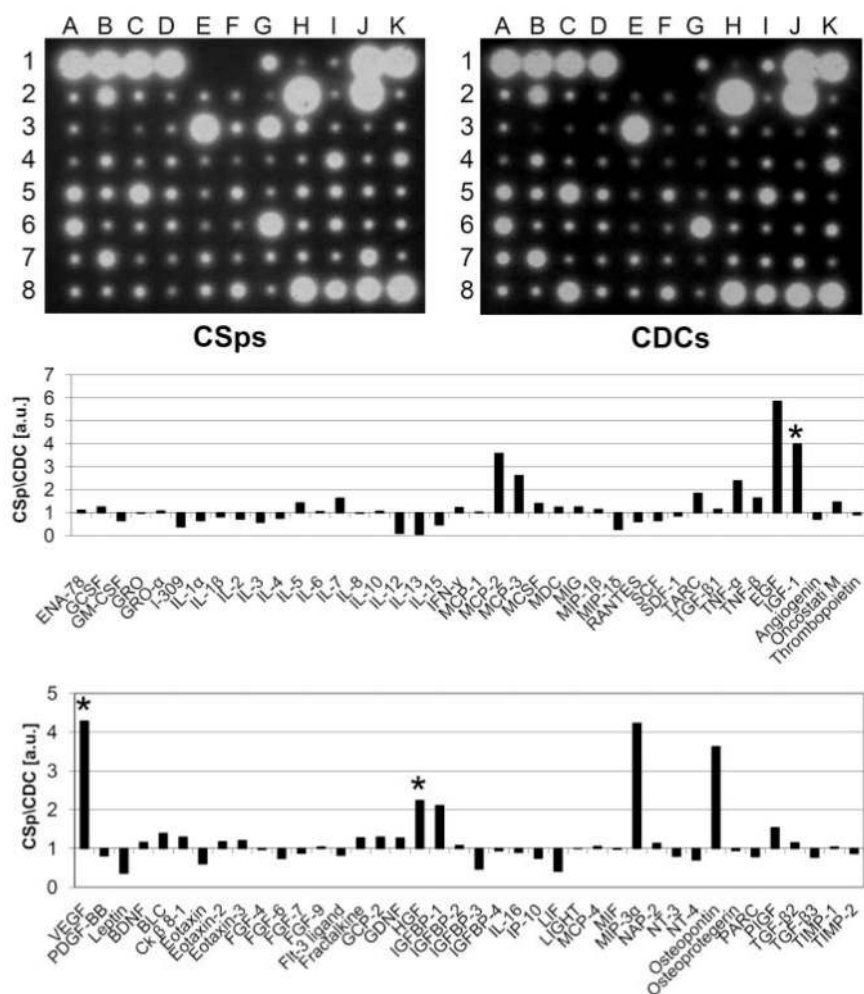 A B C D E F G H I J K
A B C D E F G H I J K
1
2
3
4
5
6
7
8
1
2
3
4
5
6
7
8
CSps
CDCs
CSp\CDC [a.u.]
7
6
5
4
3
2
1
0
*
ENA-78
GCSF
GM-CSF
GRO
GRO-α
I-309
IL-1α
IL-1β
IL-2
IL-3
IL-4
IL-5
IL-6
IL-7
IL-8
IL-10
IL-12
IL-13
IL-15
IFN-γ
MCP-1
MCP-2
MCP-3
MCSF
MDC
MIG
MIP-1β
MIP-1δ
RANTES
SCF
SDF-1
TARC
TGF-β1
TNF-α
TNF-β
EGF
IGF-1
Angiogenin
Oncostati M
Thrombopoietin
CSp\CDC [a.u.]
5
4
3
2
1
0
*
*
VEGF
PDGF-BB
Leptin
BDNF
BLC
Ck β 8-1
Eotaxin
Eotaxin-2
Eotaxin-3
FGF-4
FGF-6
FGF-7
FGF-9
Flt-3 ligand
Fractalkine
GCP-2
GDNF
HGF
IGFBP-1
IGFBP-2
IGFBP-3
IGFBP-4
IL-16
IP-10
LIF
LIGHT
MCP-4
MIF
MIP-3α
NAP-2
NT-3
NT-4
Osteopontin
Osteoprotegerin
PARC
PlGF
TGF-β2
TGF-β3
TIMP-1
TIMP-2